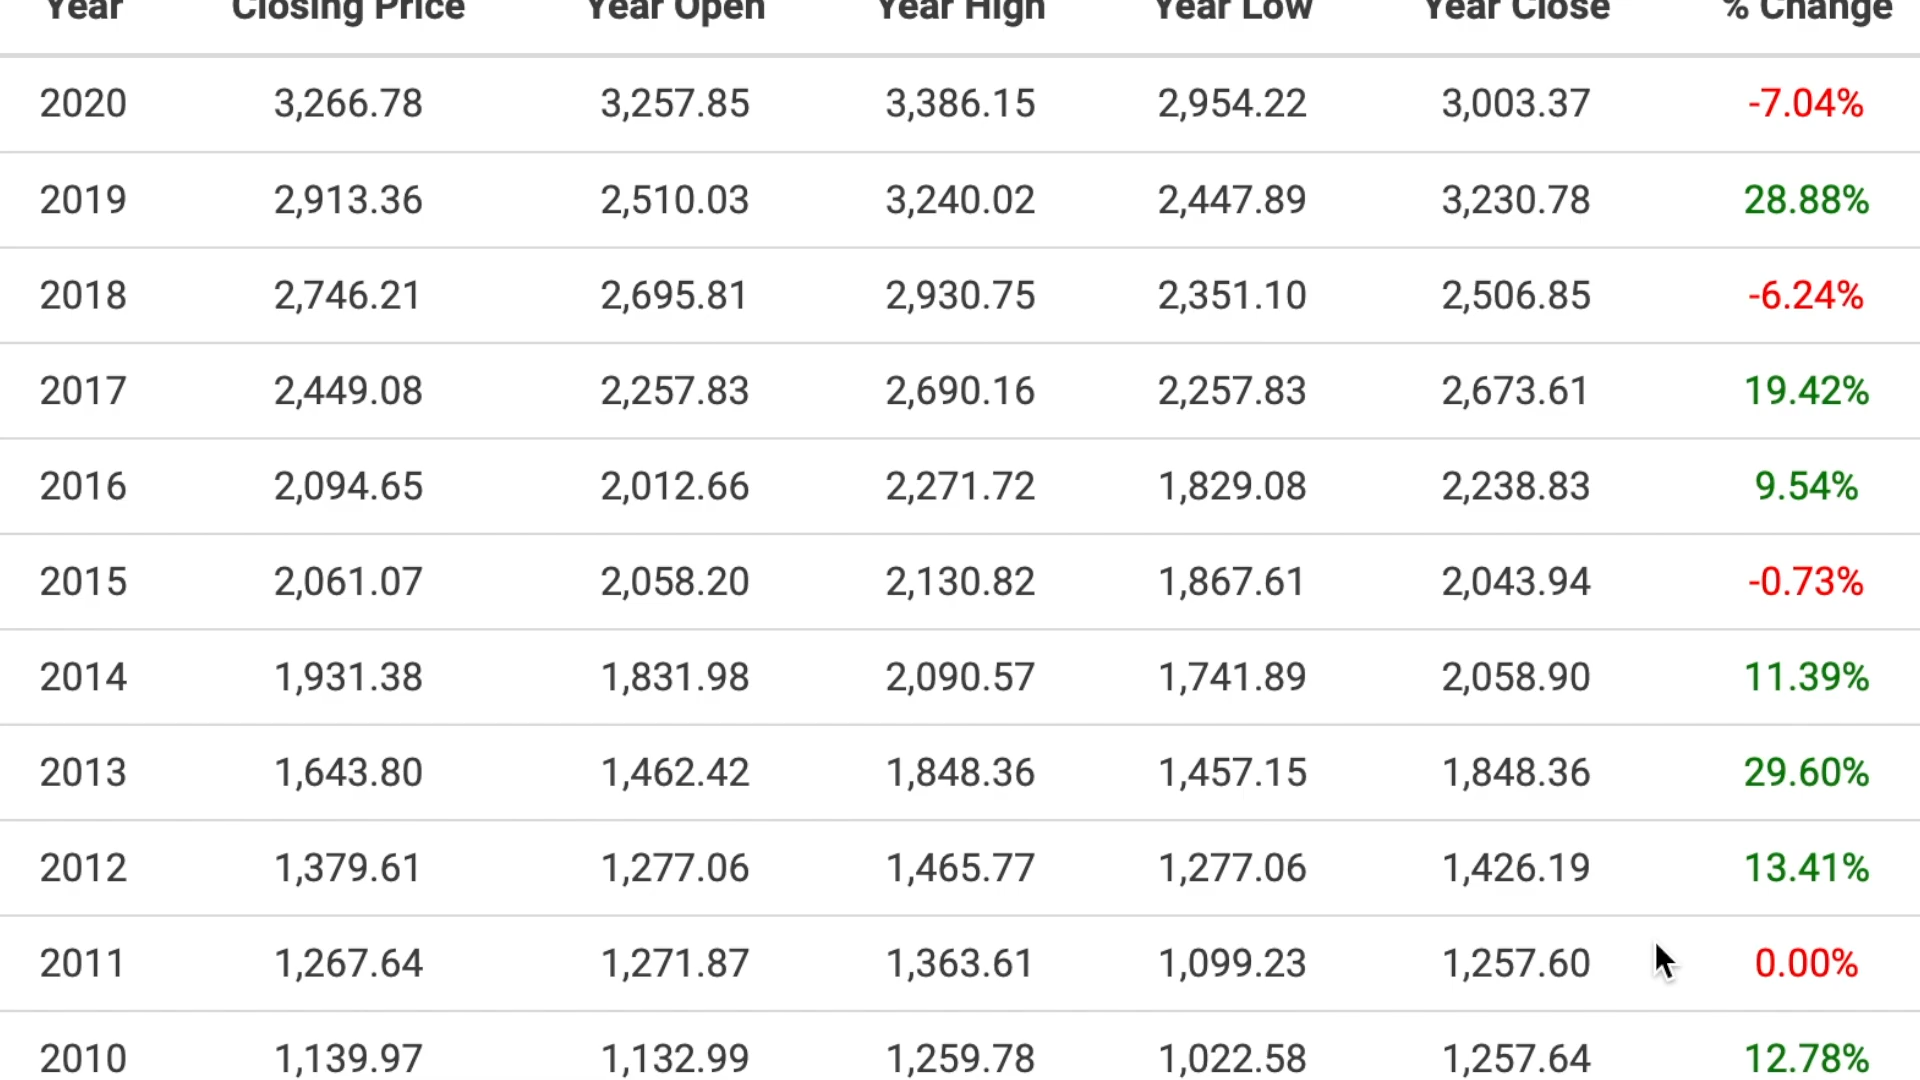 Year Closing Price Year Open Year High Year Low Year Close % Change
2020 3,266.78 3,257.85 3,386.15 2,954.22 3,003.37 -7.04%
2019 2,913.36 2,510.03 3,240.02 2,447.89 3,230.78 28.88%
2018 2,746.21 2,695.81 2,930.75 2,351.10 2,506.85 -6.24%
2017 2,449.08 2,257.83 2,690.16 2,257.83 2,673.61 19.42%
2016 2,094.65 2,012.66 2,271.72 1,829.08 2,238.83 9.54%
2015 2,061.07 2,058.20 2,130.82 1,867.61 2,043.94 -0.73%
2014 1,931.38 1,831.98 2,090.57 1,741.89 2,058.90 11.39%
2013 1,643.80 1,462.42 1,848.36 1,457.15 1,848.36 29.60%
2012 1,379.61 1,277.06 1,465.77 1,277.06 1,426.19 13.41%
2011 1,267.64 1,271.87 1,363.61 1,099.23 1,257.60 0.00%
2010 1,139.97 1,132.99 1,259.78 1,022.58 1,257.64 12.78%